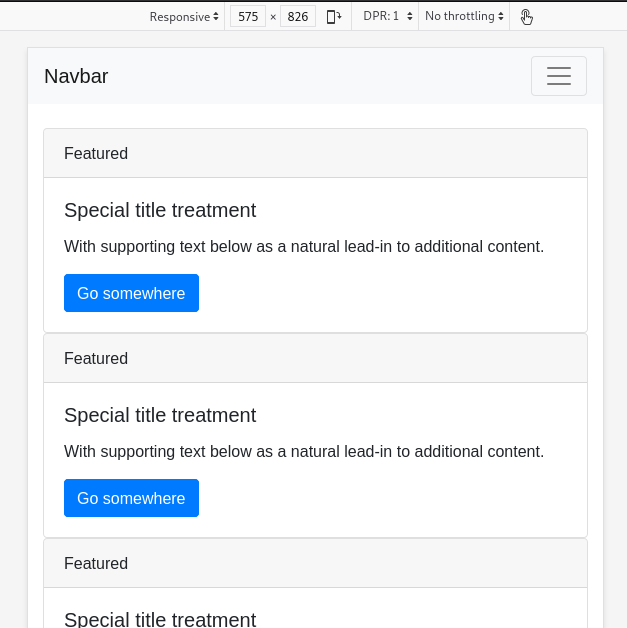 Responsive 575 × 826 DPR: 1 No throttling
Navbar
Featured
Special title treatment
With supporting text below as a natural lead-in to additional content.
Go somewhere
Featured
Special title treatment
With supporting text below as a natural lead-in to additional content.
Go somewhere
Featured
Special title treatment